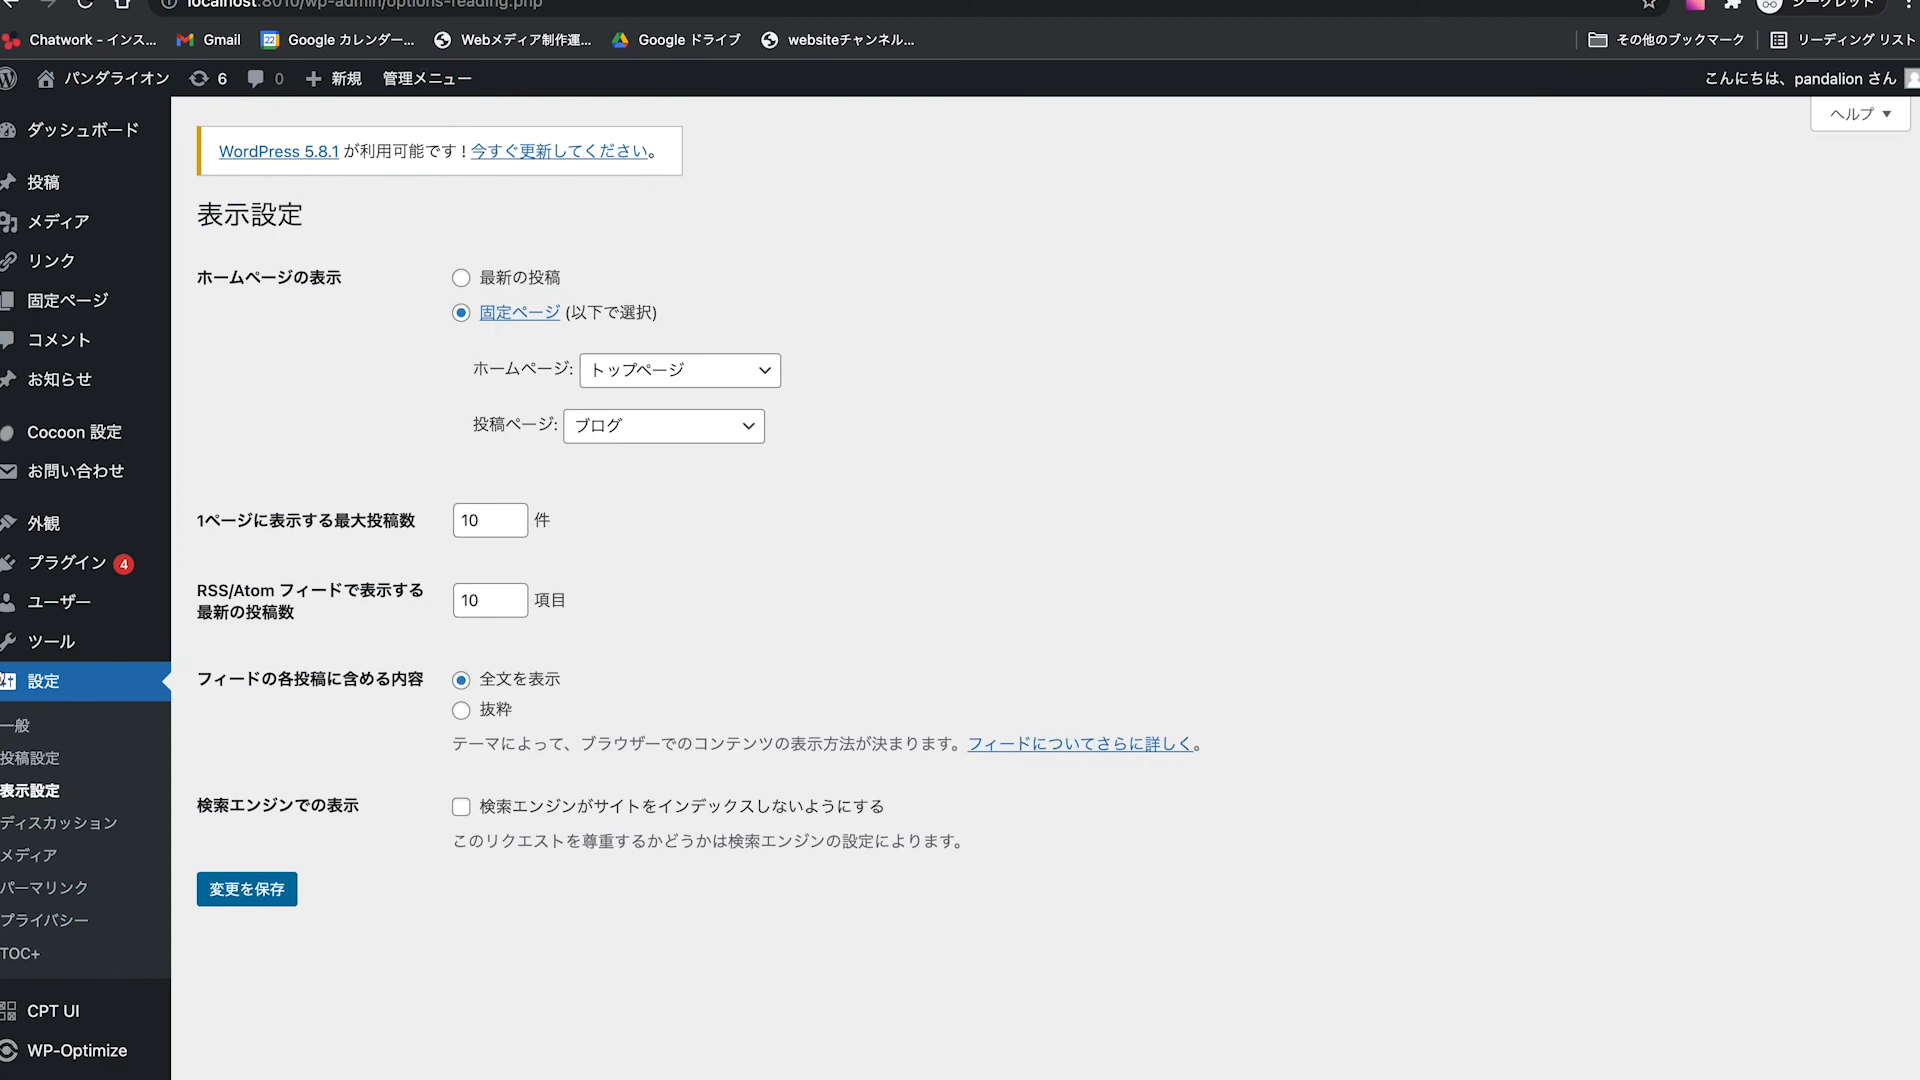 localhost:8010/wp-admin/options-reading.php
シークレット
Chatwork - インス...
Gmail
22
Google カレンダー...
Webメディア制作運...
Google ドライブ
websiteチャンネル...
その他のブックマーク
リーディング リスト
パンダライオン
6
0
新規
管理メニュー
こんにちは、pandalion さん
ヘルプ
ダッシュボード
投稿
メディア
リンク
固定ページ
コメント
お知らせ
Cocoon 設定
お問い合わせ
外観
プラグイン 4
ユーザー
ツール
設定
一般
投稿設定
表示設定
ディスカッション
メディア
パーマリンク
プライバシー
TOC+
CPT UI
WP-Optimize
WordPress 5.8.1 が利用可能です ! 今すぐ更新してください。
表示設定
ホームページの表示
最新の投稿
固定ページ (以下で選択)
ホームページ: トップページ
投稿ページ: ブログ
1ページに表示する最大投稿数
10 件
RSS/Atom フィードで表示する
最新の投稿数
10 項目
フィードの各投稿に含める内容
全文を表示
抜粋
テーマによって、ブラウザーでのコンテンツの表示方法が決まります。フィードについてさらに詳しく。
検索エンジンでの表示
検索エンジンがサイトをインデックスしないようにする
このリクエストを尊重するかどうかは検索エンジンの設定によります。
変更を保存